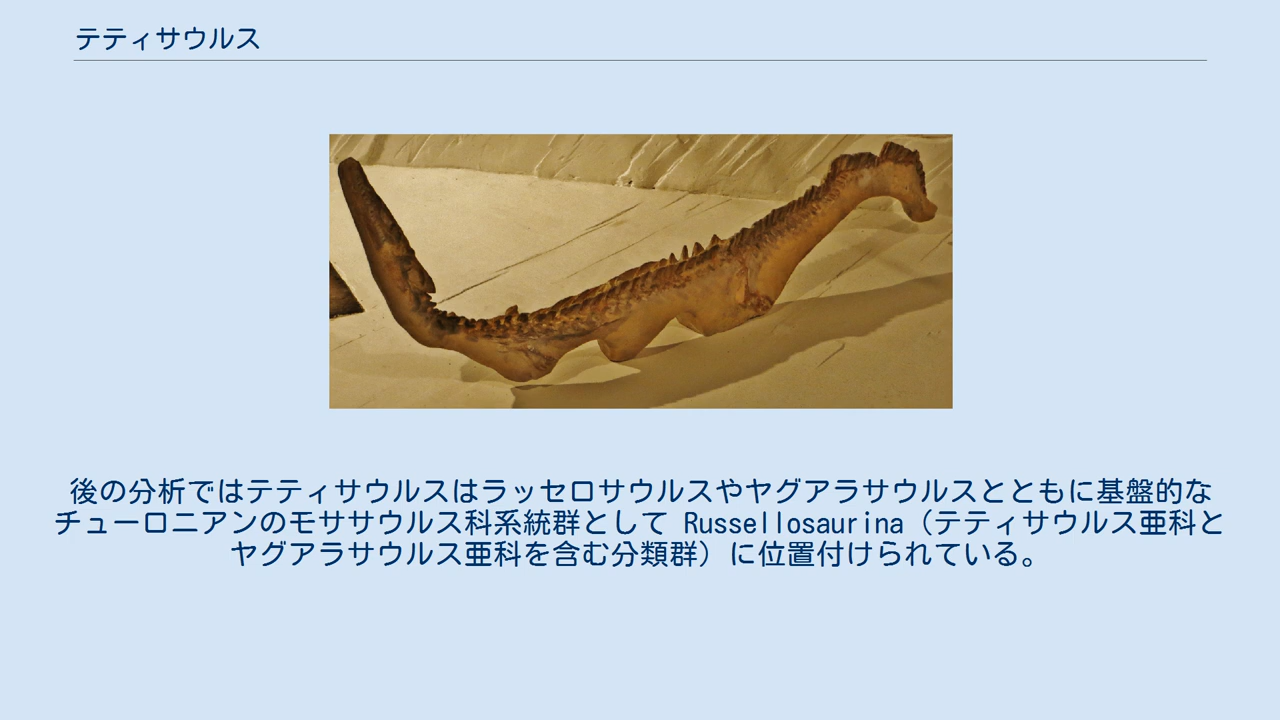 テティサウルス
後の分析ではテティサウルスはラッセロサウルスやヤグアラサウルスとともに基盤的な
チューロニアンのモササウルス科系統群として Russellosaurina（テティサウルス亜科と
ヤグアラサウルス亜科を含む分類群）に位置付けられている。